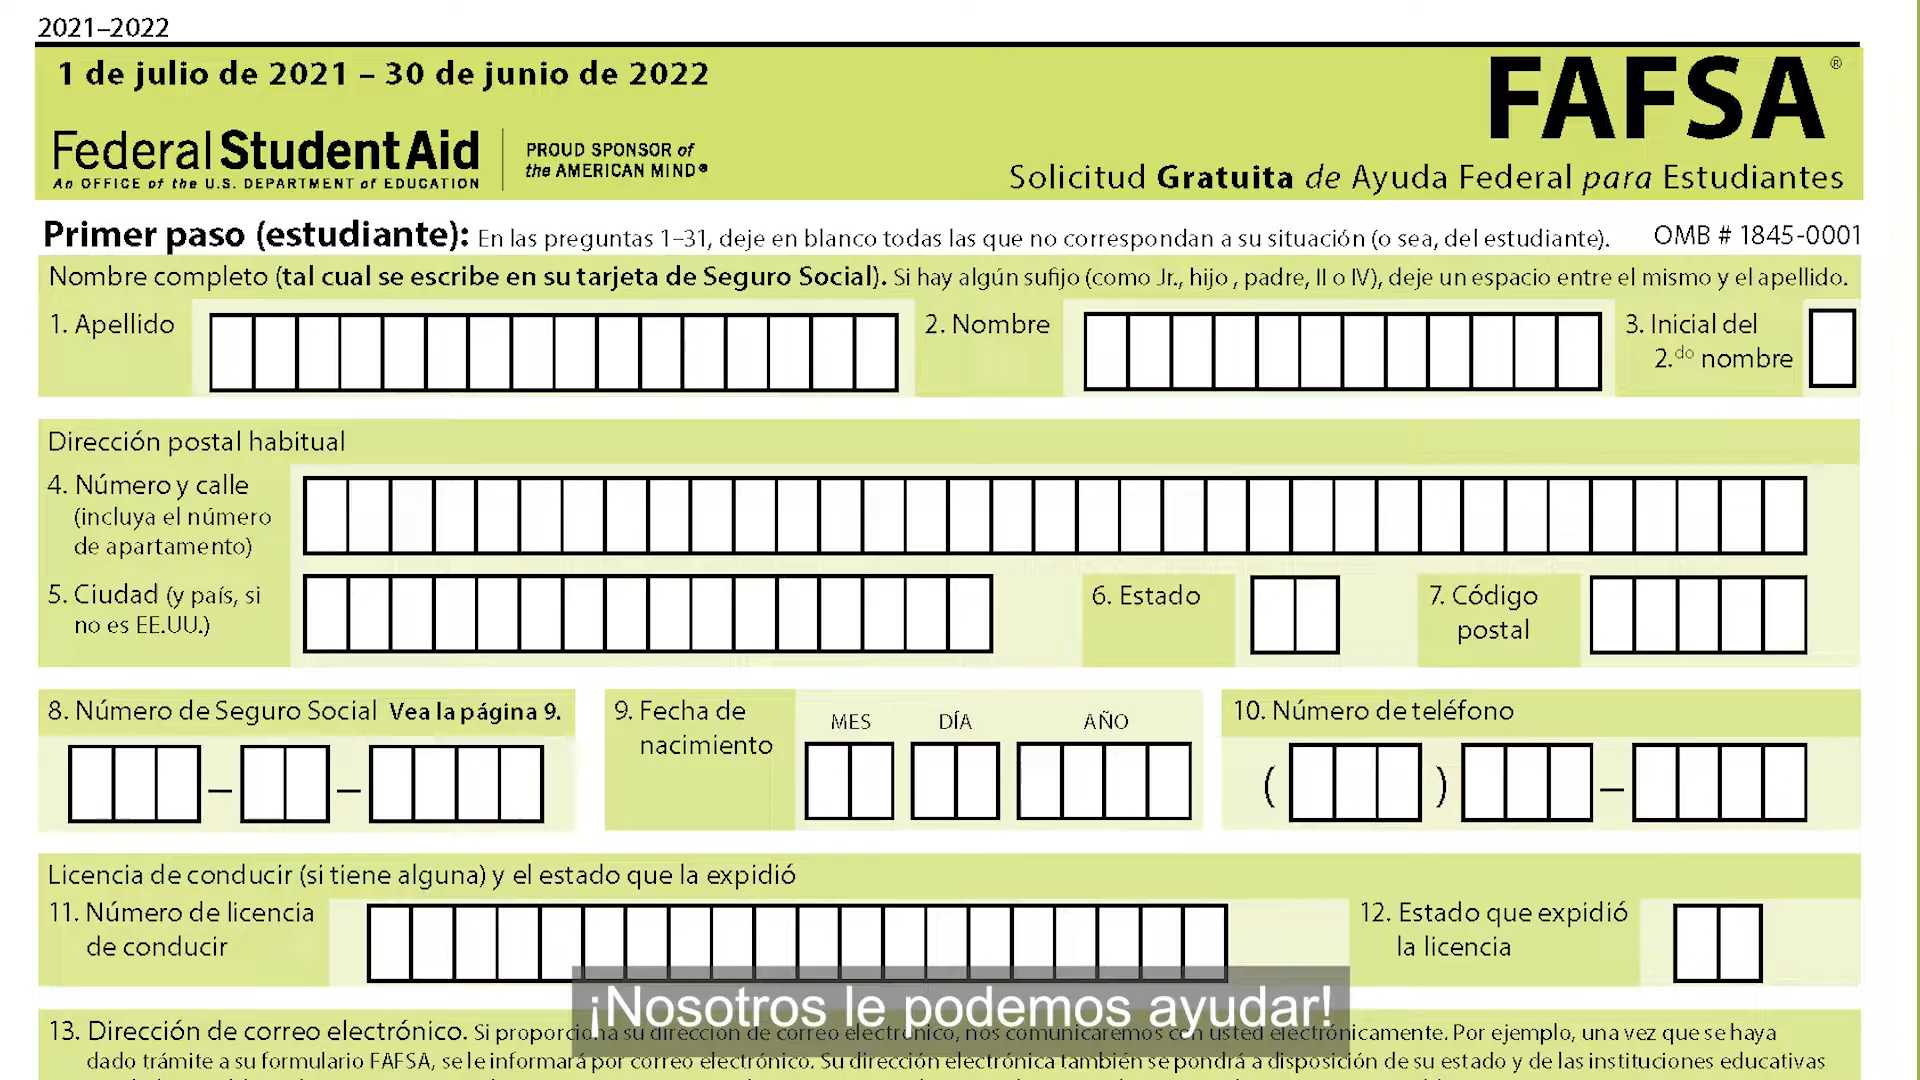 2021–2022
1 de julio de 2021 – 30 de junio de 2022
FAFSA®
Federal Student Aid
An OFFICE of the U.S. DEPARTMENT of EDUCATION
PROUD SPONSOR of
the AMERICAN MIND®
Solicitud Gratuita de Ayuda Federal para Estudiantes
Primer paso (estudiante): En las preguntas 1–31, deje en blanco todas las que no correspondan a su situación (o sea, del estudiante). OMB # 1845-0001
Nombre completo (tal cual se escribe en su tarjeta de Seguro Social). Si hay algún sufijo (como Jr., hijo , padre, II o IV), deje un espacio entre el mismo y el apellido.
1. Apellido
2. Nombre
3. Inicial del
2.do nombre
Dirección postal habitual
4. Número y calle
(incluya el número
de apartamento)
5. Ciudad (y país, si
no es EE.UU.)
6. Estado
7. Código
postal
8. Número de Seguro Social Vea la página 9.
9. Fecha de
nacimiento
MES DÍA AÑO
10. Número de teléfono
( ) –
– –
Licencia de conducir (si tiene alguna) y el estado que la expidió
11. Número de licencia
de conducir
12. Estado que expidió
la licencia
¡Nosotros le podemos ayudar!
13. Dirección de correo electrónico. Si proporciona su dirección de correo electrónico, nos comunicaremos con usted electrónicamente. Por ejemplo, una vez que se haya
dado trámite a su formulario FAFSA, se le informará por correo electrónico. Su dirección electrónica también se pondrá a disposición de su estado y de las instituciones educativas